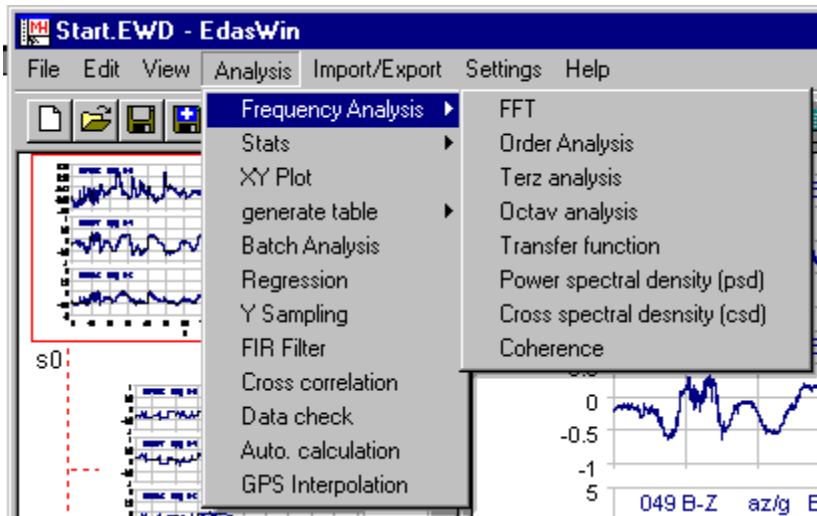 Start.EWD - EdasWin
File Edit View Analysis Import/Export Settings Help
Frequency Analysis
Stats
XY Plot
generate table
Batch Analysis
Regression
Y Sampling
FIR Filter
Cross correlation
Data check
Auto. calculation
GPS Interpolation
FFT
Order Analysis
Terz analysis
Octav analysis
Transfer function
Power spectral density (psd)
Cross spectral desnsity (csd)
Coherence
s0
0
-0.5
-1
5
049 B-Z az/g